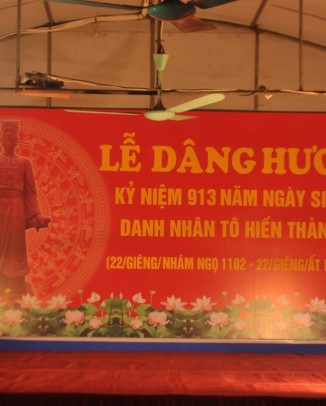 LỄ DÂNG HƯƠ
KỶ NIỆM 913 NĂM NGÀY SI
DANH NHÂN TÔ HIẾN THÀN
(22/GIÊNG/NHÂM NGỌ 1102 - 22/GIÊNG/ẤT